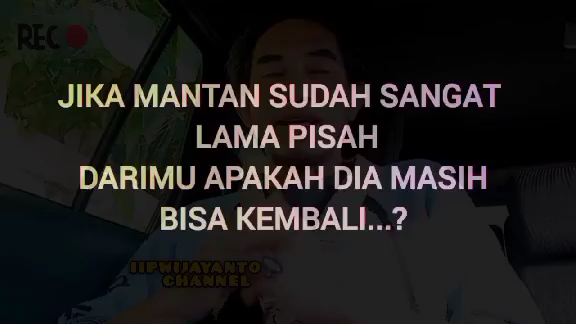 REC
JIKA MANTAN SUDAH SANGAT
LAMA PISAH
DARIMU APAKAH DIA MASIH
BISA KEMBALI...?
IIPWIJAYANTO
CHANNEL